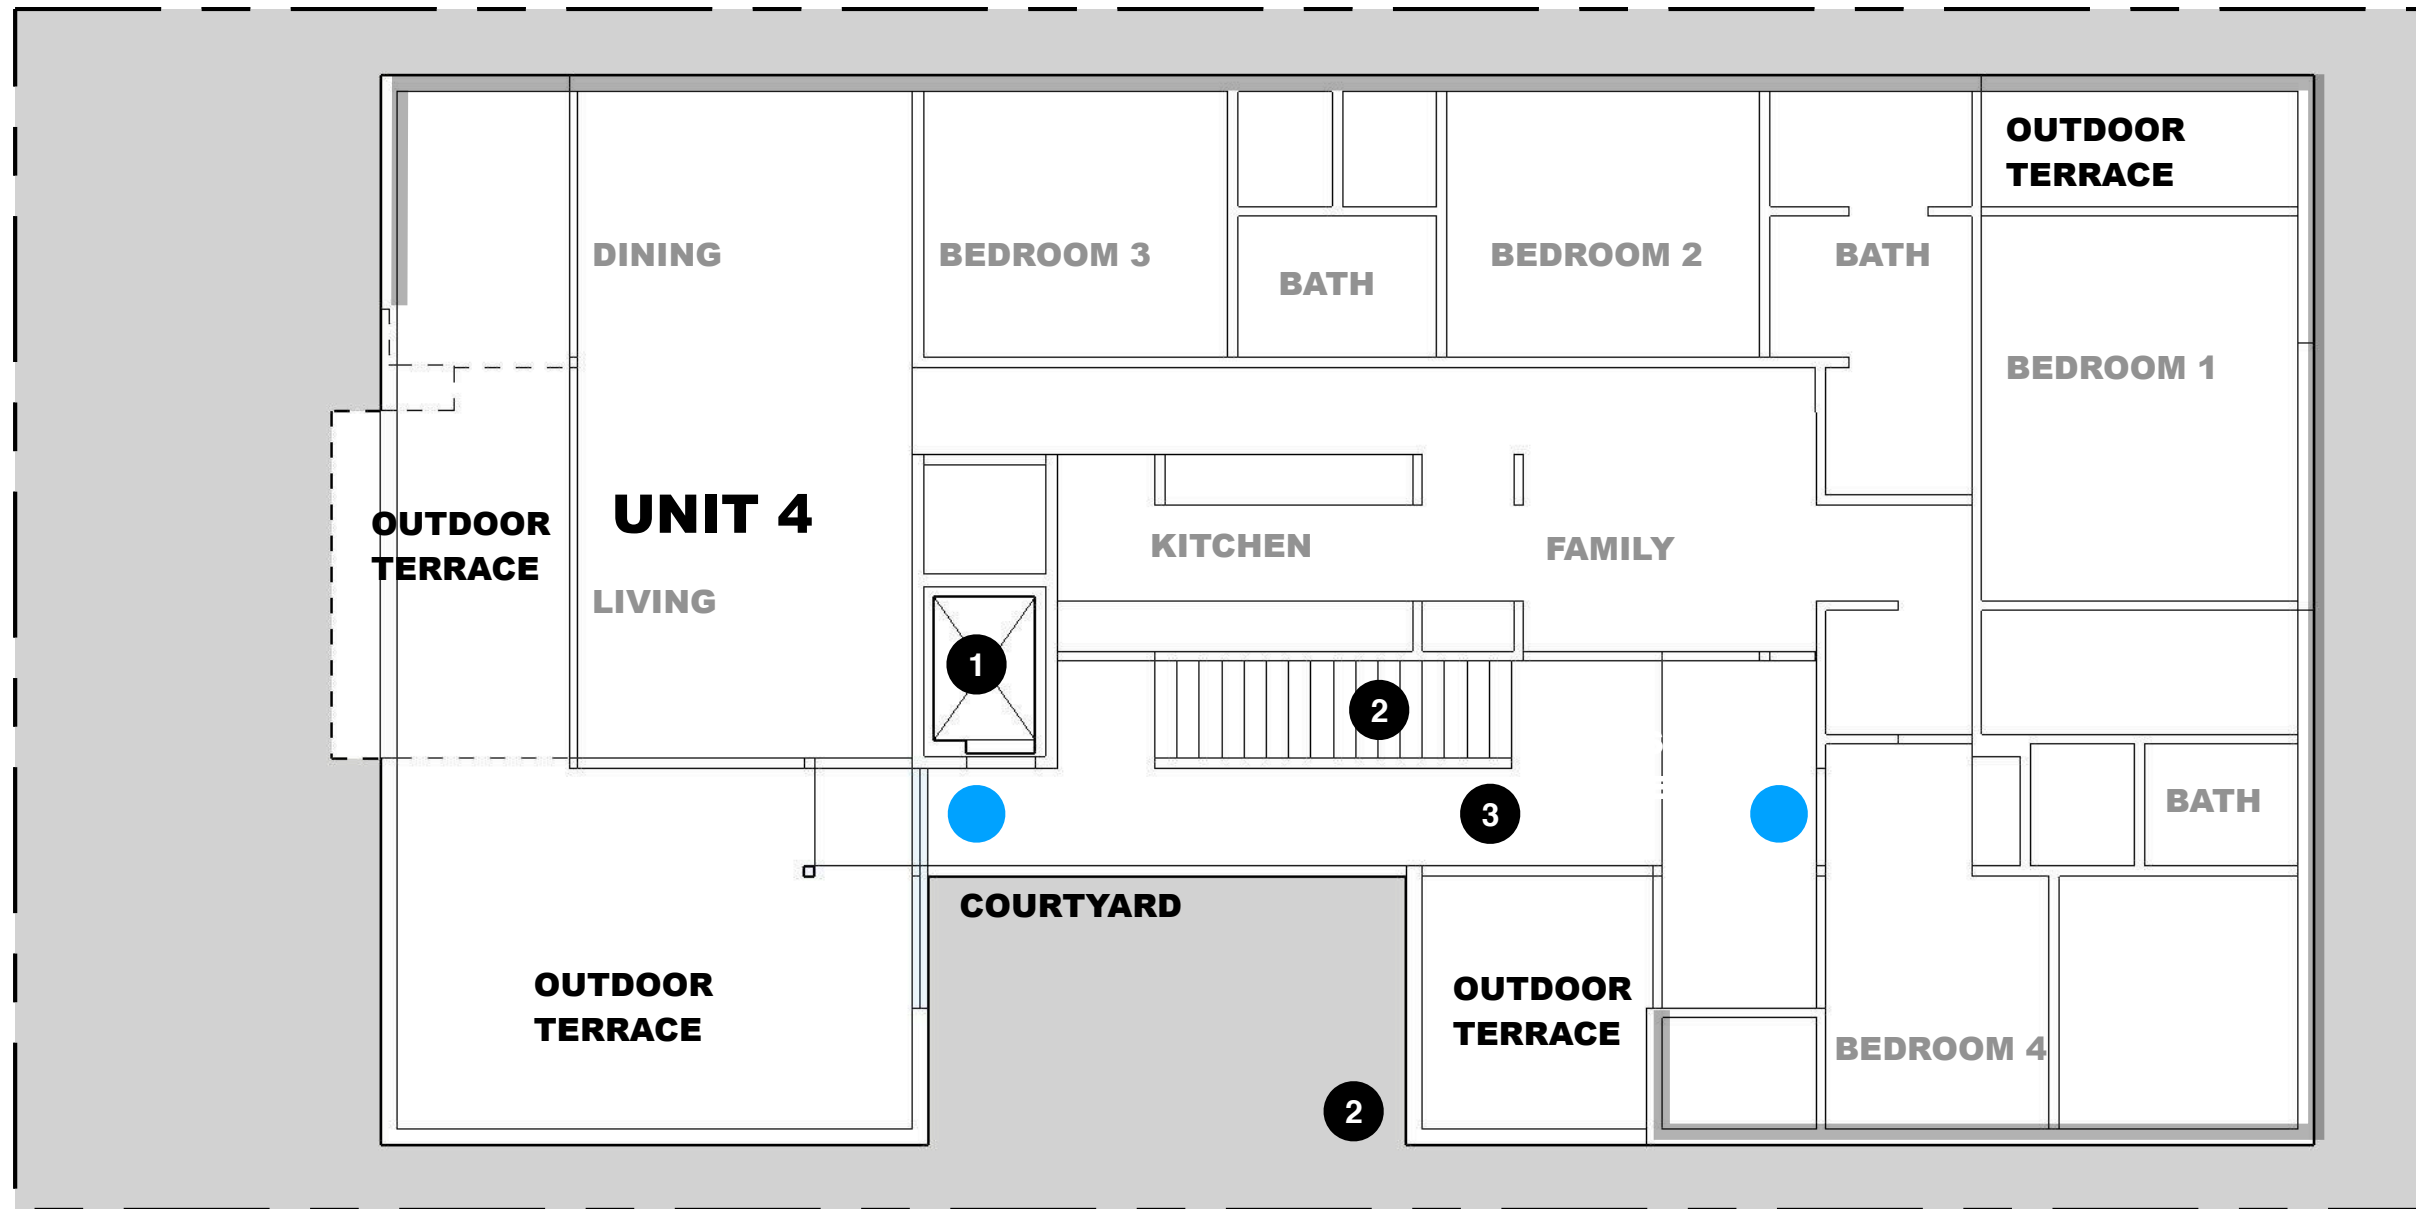 OUTDOOR
TERRACE
DINING
BEDROOM 3
BATH
BEDROOM 2
BATH
BEDROOM 1
OUTDOOR
TERRACE
UNIT 4
LIVING
KITCHEN
FAMILY
1
2
3
BATH
COURTYARD
OUTDOOR
TERRACE
OUTDOOR
TERRACE
BEDROOM 4
2